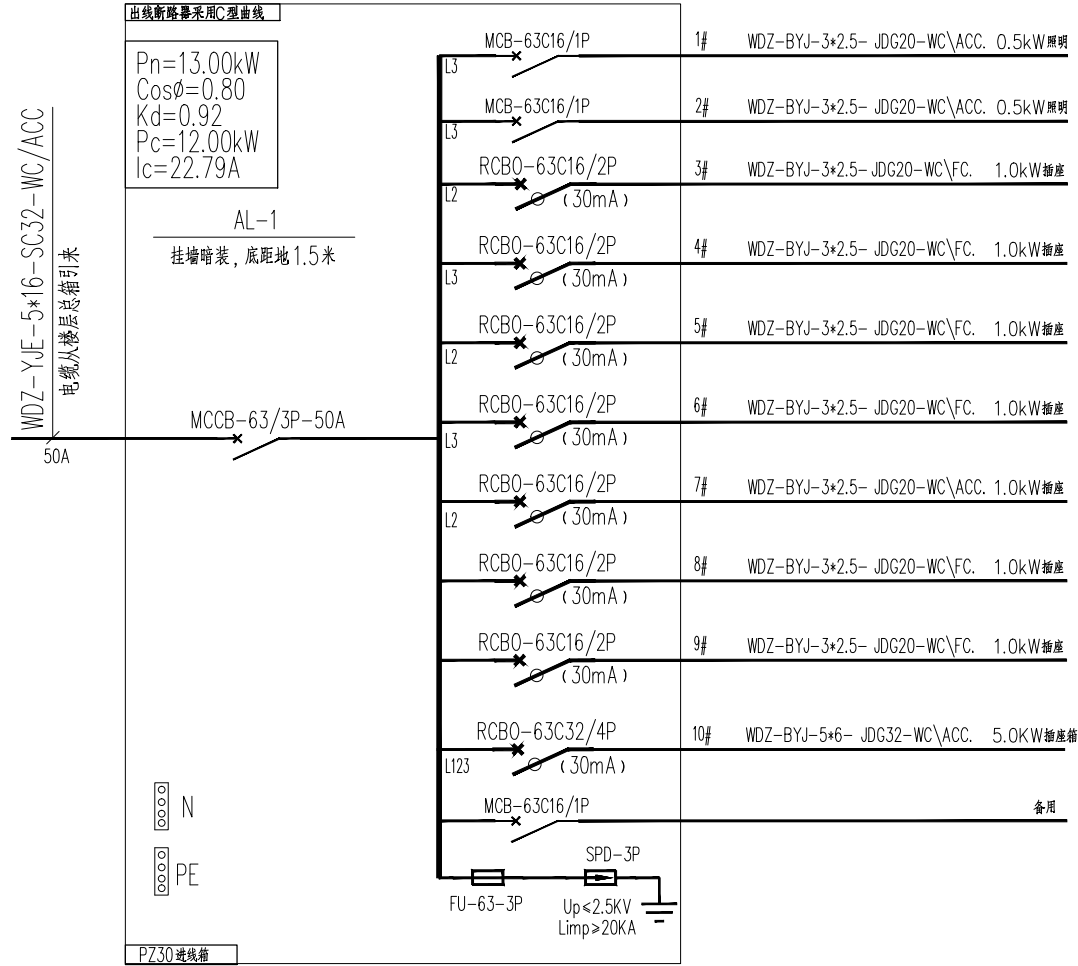 出线断路器采用C型曲线
Pn=13.00kW
CosØ=0.80
Kd=0.92
Pc=12.00kW
Ic=22.79A
AL-1
挂墙暗装，底距地1.5米
WDZ-YJE-5*16-SC32-WC/ACC
电缆从楼层总箱引来
50A
MCCB-63/3P-50A
MCB-63C16/1P 1# WDZ-BYJ-3*2.5- JDG20-WC\ACC. 0.5kW照明
L3
MCB-63C16/1P 2# WDZ-BYJ-3*2.5- JDG20-WC\ACC. 0.5kW照明
L3
RCBO-63C16/2P 3# WDZ-BYJ-3*2.5-JDG20-WC\FC. 1.0kW插座
L2 (30mA)
RCBO-63C16/2P 4# WDZ-BYJ-3*2.5- JDG20-WC\FC. 1.0kW插座
L3 (30mA)
RCBO-63C16/2P 5# WDZ-BYJ-3*2.5- JDG20-WC\FC. 1.0kW插座
L2 (30mA)
RCBO-63C16/2P 6# WDZ-BYJ-3*2.5- JDG20-WC\FC. 1.0kW插座
L3 (30mA)
RCBO-63C16/2P 7# WDZ-BYJ-3*2.5- JDG20-WC\ACC. 1.0kW插座
L2 (30mA)
RCBO-63C16/2P 8# WDZ-BYJ-3*2.5- JDG20-WC\FC. 1.0kW插座
(30mA)
RCBO-63C16/2P 9# WDZ-BYJ-3*2.5- JDG20-WC\FC. 1.0kW插座
(30mA)
RCBO-63C32/4P 10# WDZ-BYJ-5*6- JDG32-WC\ACC. 5.0KW插座箱
L123 (30mA)
MCB-63C16/1P 备用
N
PE
SPD-3P
FU-63-3P
Up≤2.5KV
Limp≥20KA
PZ30进线箱